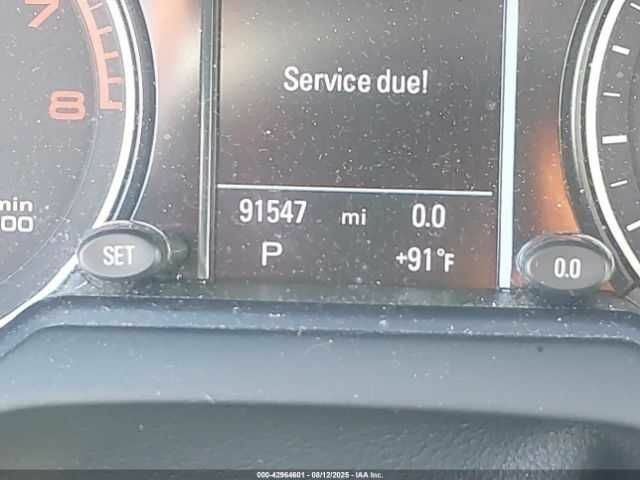 7
8
Service due!
min
00
91547 mi 0.0
SET
P +91°F
0.0
000-42964601 - 08/12/2025 - IAA Inc.